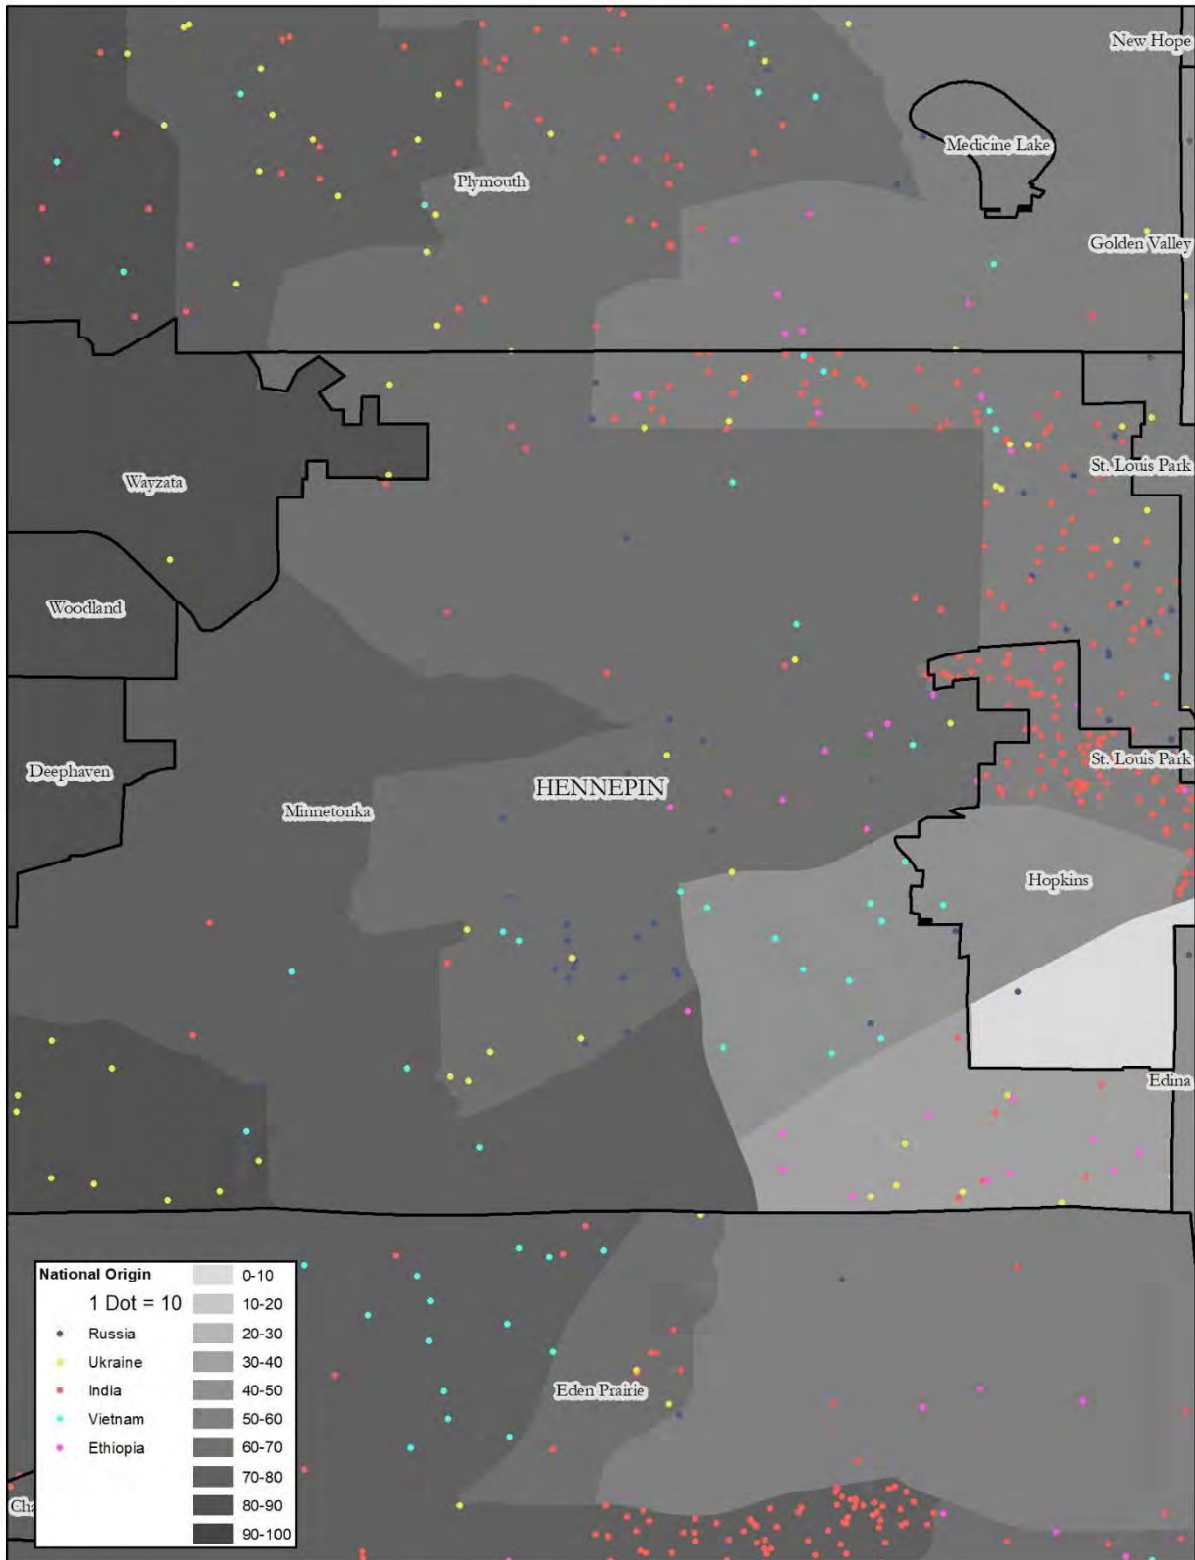 New Hope
Medicine Lake
Plymouth
Golden Valley
Wayzata
St. Louis Park
Woodland
Deephaven
HENNEPIN
St. Louis Park
Minnetonka
Hopkins
Edina
National Origin
1 Dot = 10
Russia
Ukraine
India
Vietnam
Ethiopia
0-10
10-20
20-30
30-40
40-50
50-60
60-70
70-80
80-90
90-100
Eden Prairie
Cha